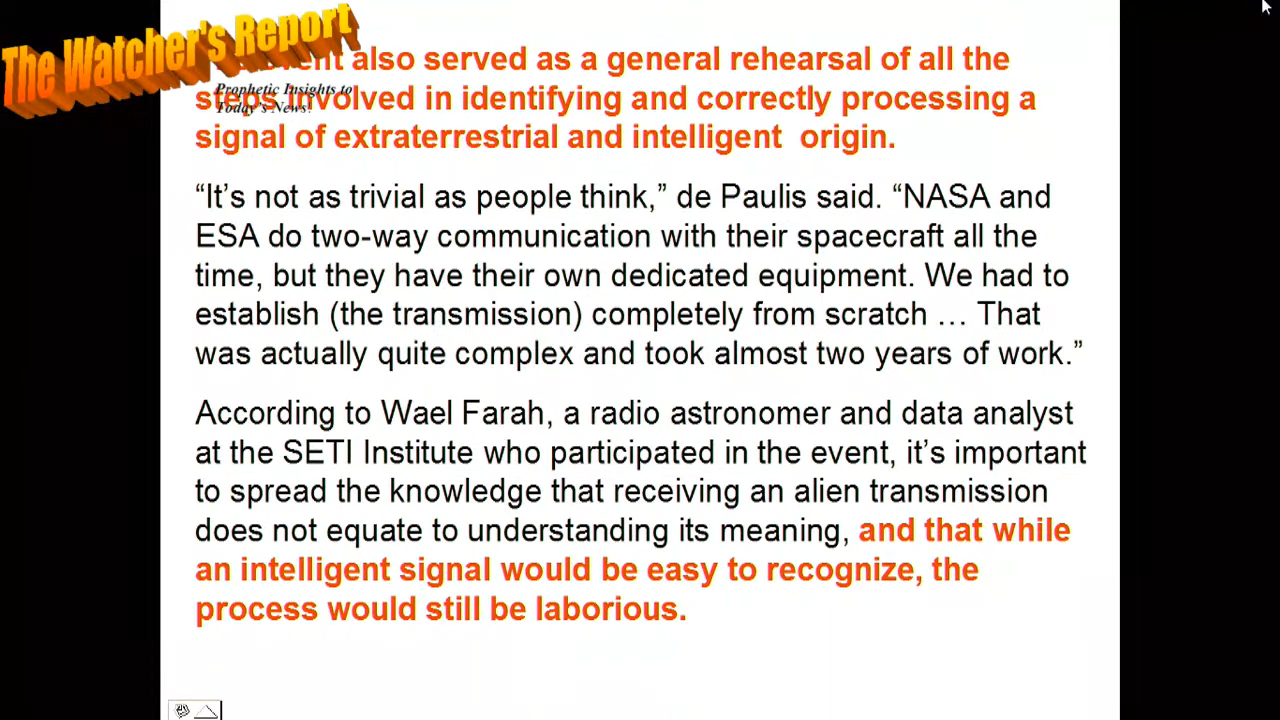 The Watcher's Report
Prophetic Insights to
Today's News!
also served as a general rehearsal of all the
steps involved in identifying and correctly processing a
signal of extraterrestrial and intelligent origin.
“It’s not as trivial as people think,” de Paulis said. “NASA and
ESA do two-way communication with their spacecraft all the
time, but they have their own dedicated equipment. We had to
establish (the transmission) completely from scratch … That
was actually quite complex and took almost two years of work.”
According to Wael Farah, a radio astronomer and data analyst
at the SETI Institute who participated in the event, it’s important
to spread the knowledge that receiving an alien transmission
does not equate to understanding its meaning, and that while
an intelligent signal would be easy to recognize, the
process would still be laborious.